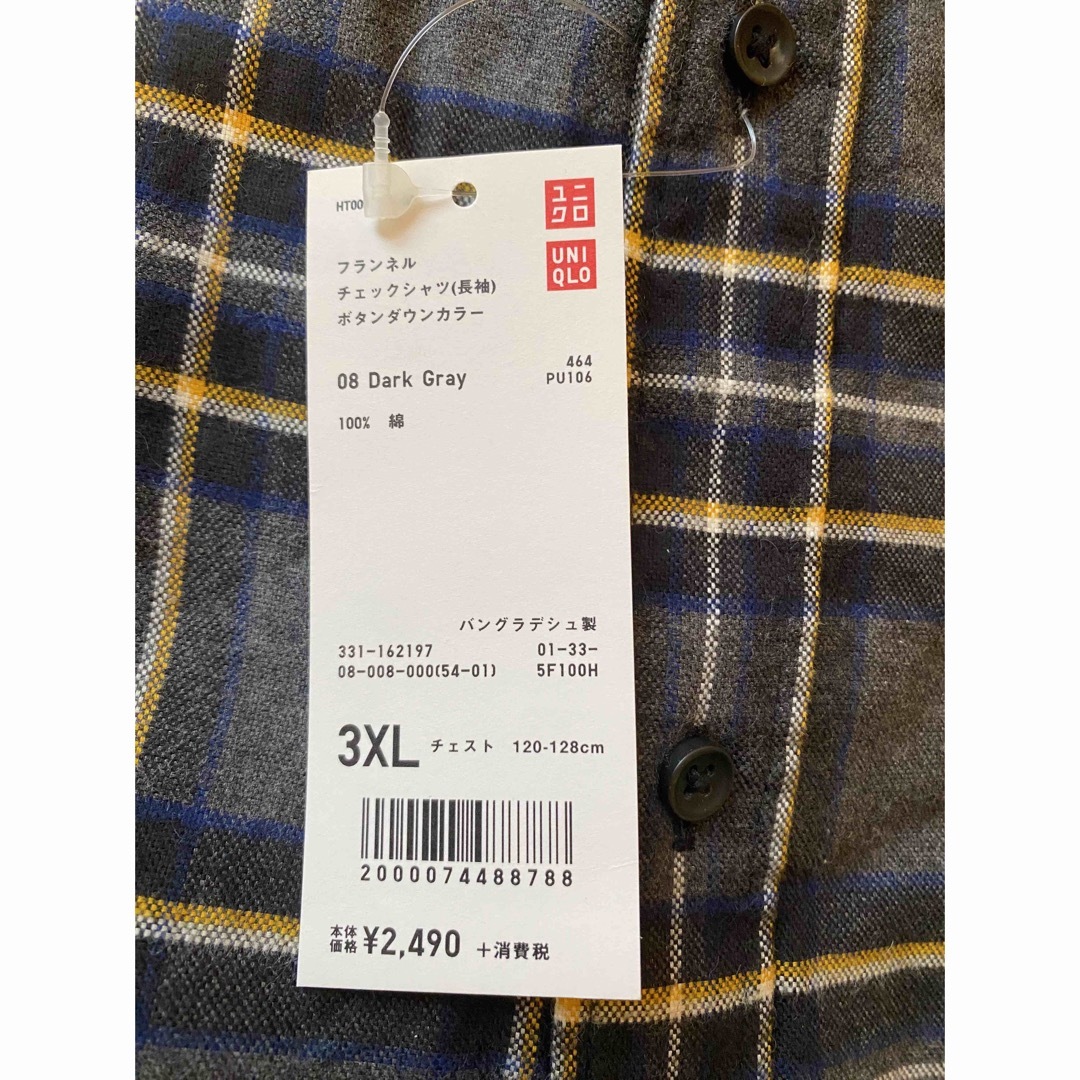 HT00
ユニ
クロ
UNI
QLO
フランネル
チェックシャツ(長袖)
ボタンダウンカラー
464
08 Dark Gray
PU106
100% 綿
バングラデシュ製
331-162197 01-33-
08-008-000(54-01) 5F100H
3XL チェスト 120-128cm
2000074488788
本体
価格 ¥2,490 +消費税